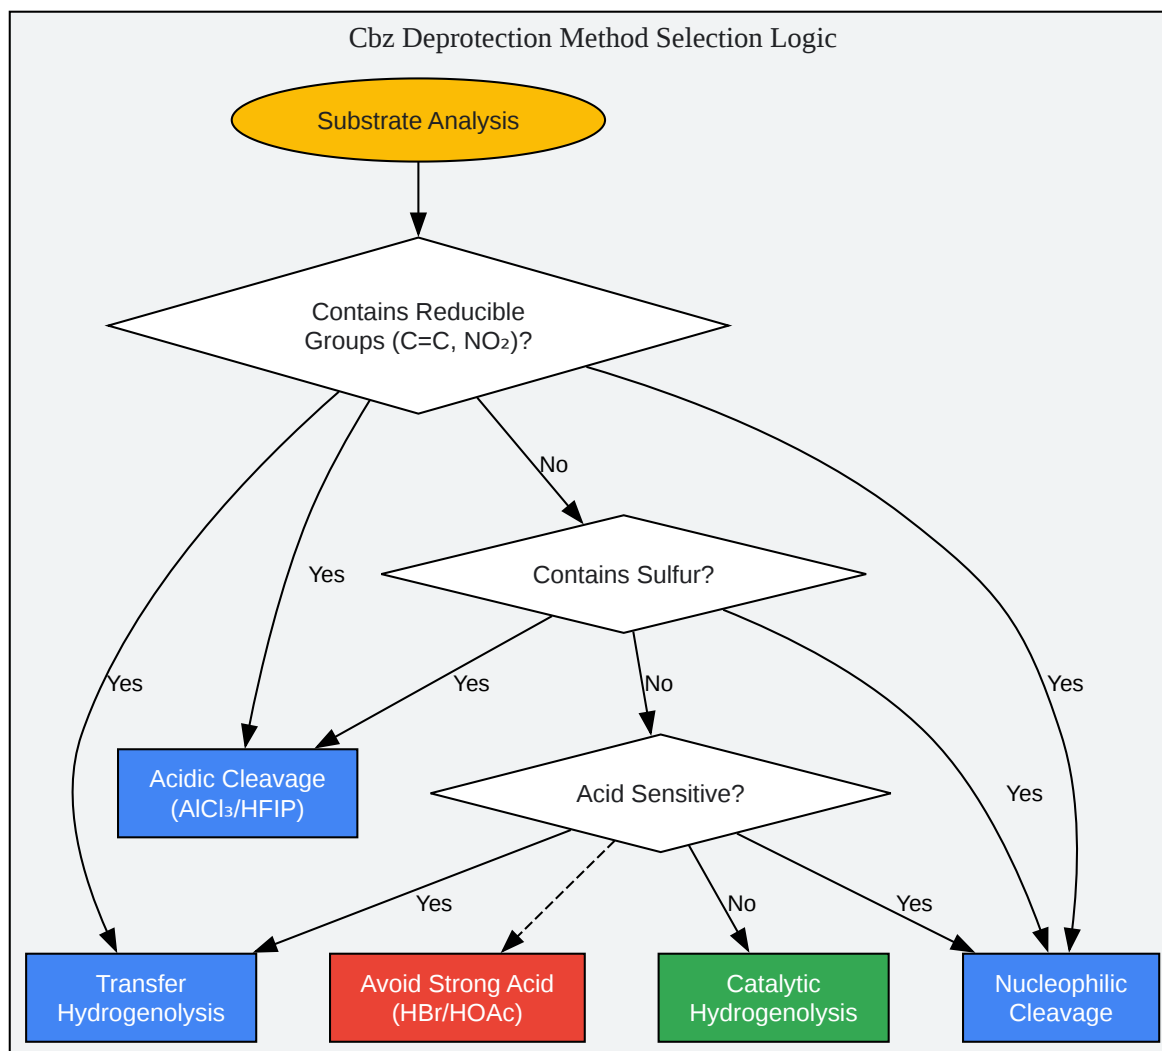 Cbz Deprotection Method Selection Logic
Substrate Analysis
Contains Reducible
Groups (C=C, NO₂)?
No
Contains Sulfur?
Yes
Yes
Yes
No
Yes
Acidic Cleavage
(AlCl₃/HFIP)
Acid Sensitive?
Yes
Yes
Yes
No
Yes
Transfer
Hydrogenolysis
Avoid Strong Acid
(HBr/HOAc)
Catalytic
Hydrogenolysis
Nucleophilic
Cleavage